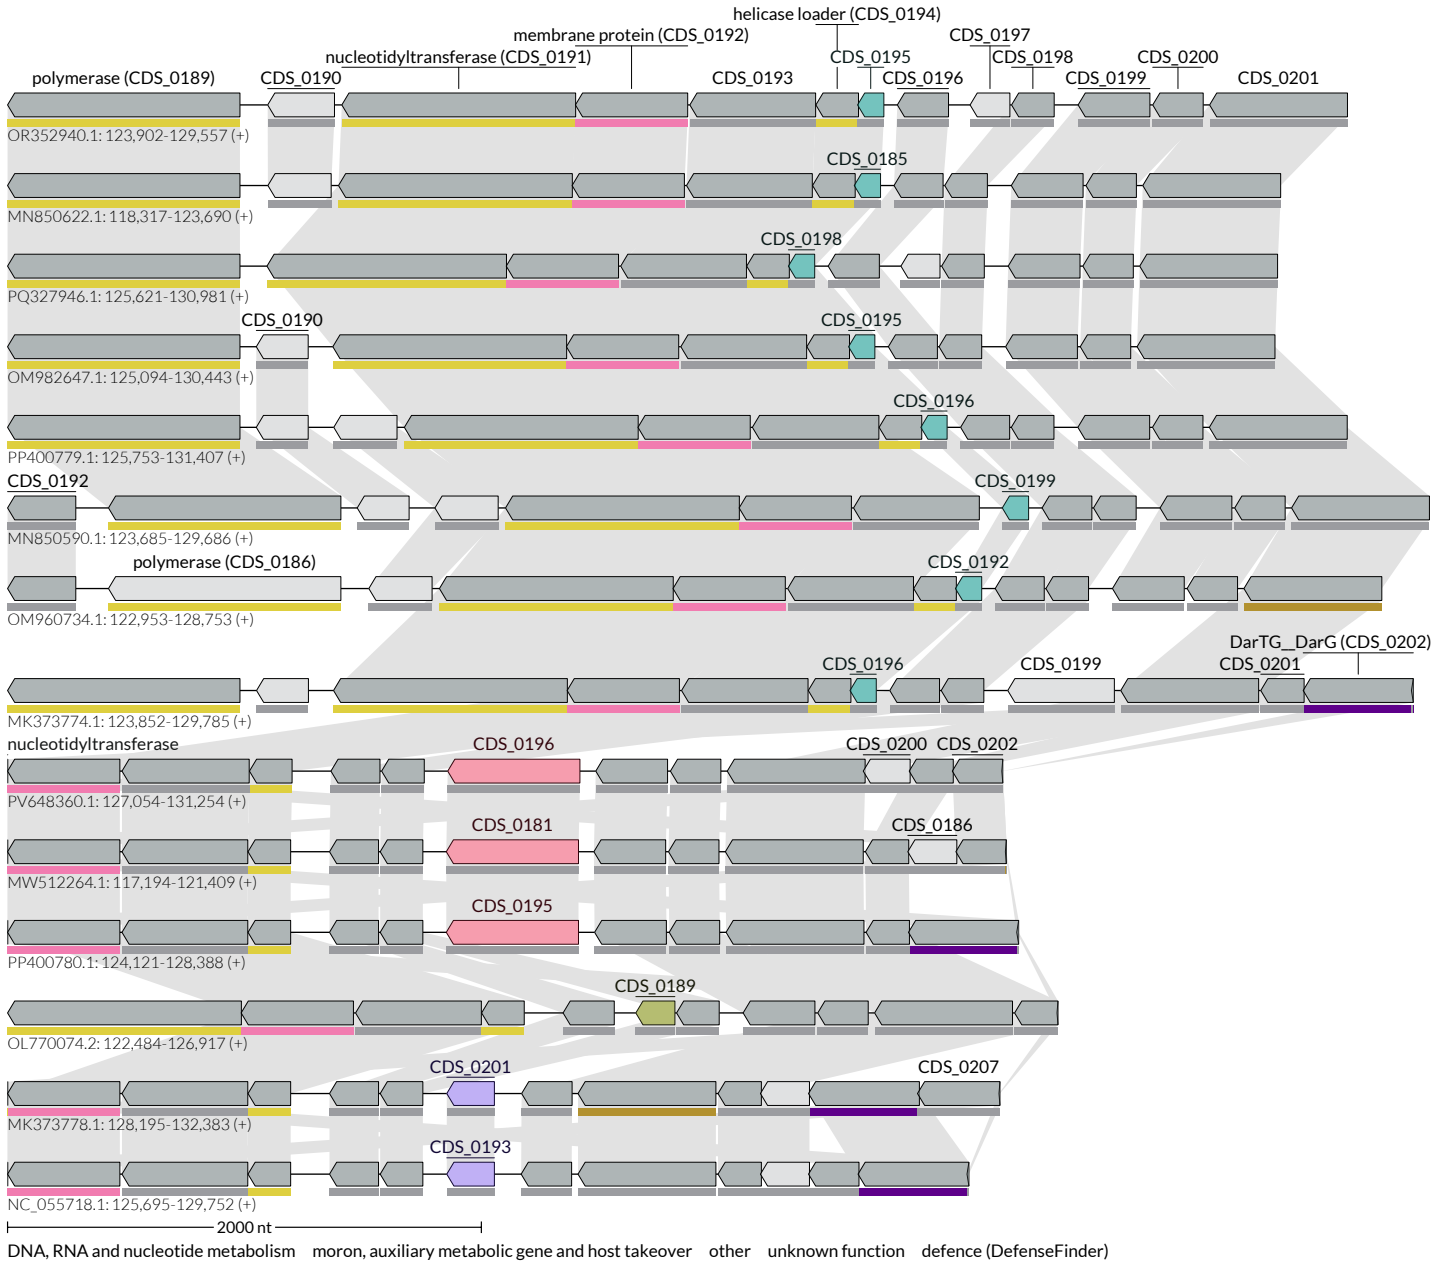 helicase loader (CDS_0194)
membrane protein (CDS_0192) CDS_0197
nucleotidyltransferase (CDS_0191) CDS_0195 CDS_0198 CDS_0200
polymerase (CDS_0189) CDS_0190 CDS_0193 CDS_0196 CDS_0199 CDS_0201
OR352940.1: 123,902-129,557 (+)
CDS_0185
MN850622.1: 118,317-123,690 (+)
CDS_0198
PQ327946.1: 125,621-130,981 (+)
CDS_0190 CDS_0195
OM982647.1: 125,094-130,443 (+)
CDS_0196
PP400779.1: 125,753-131,407 (+)
CDS_0192 CDS_0199
MN850590.1: 123,685-129,686 (+)
polymerase (CDS_0186) CDS_0192
OM960734.1: 122,953-128,753 (+)
DarTG__DarG (CDS_0202)
CDS_0196 CDS_0199 CDS_0201
MK373774.1: 123,852-129,785 (+)
nucleotidyltransferase CDS_0196 CDS_0200 CDS_0202
PV648360.1: 127,054-131,254 (+)
CDS_0181 CDS_0186
MW512264.1: 117,194-121,409 (+)
CDS_0195
PP400780.1: 124,121-128,388 (+)
CDS_0189
OL770074.2: 122,484-126,917 (+)
CDS_0201 CDS_0207
MK373778.1: 128,195-132,383 (+)
CDS_0193
NC_055718.1: 125,695-129,752 (+)
2000 nt
DNA, RNA and nucleotide metabolism moron, auxiliary metabolic gene and host takeover other unknown function defence (DefenseFinder)